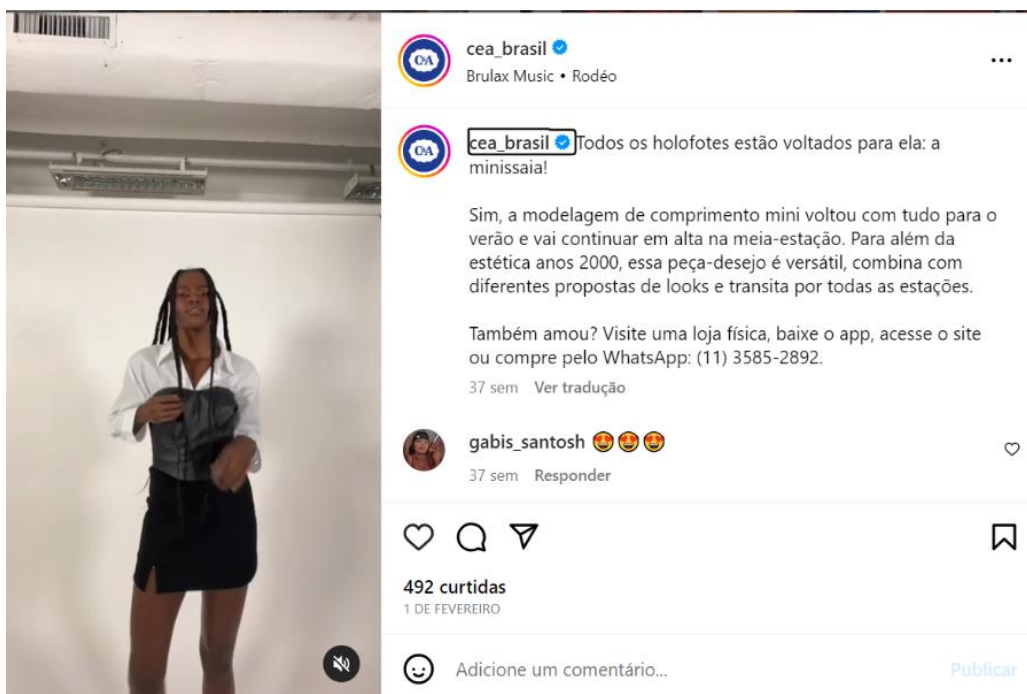 cea_brasil
Brulax Music • Rodéo
...
C&A
C&A
cea_brasil Todos os holofotes estão voltados para ela: a
minissaia!
Sim, a modelagem de comprimento mini voltou com tudo para o
verão e vai continuar em alta na meia-estação. Para além da
estética anos 2000, essa peça-desejo é versátil, combina com
diferentes propostas de looks e transita por todas as estações.
Também amou? Visite uma loja física, baixe o app, acesse o site
ou compre pelo WhatsApp: (11) 3585-2892.
37 sem Ver tradução
gabis_santosh 😍😍😍
37 sem Responder
492 curtidas
1 DE FEVEREIRO
Adicione um comentário...
Publicar